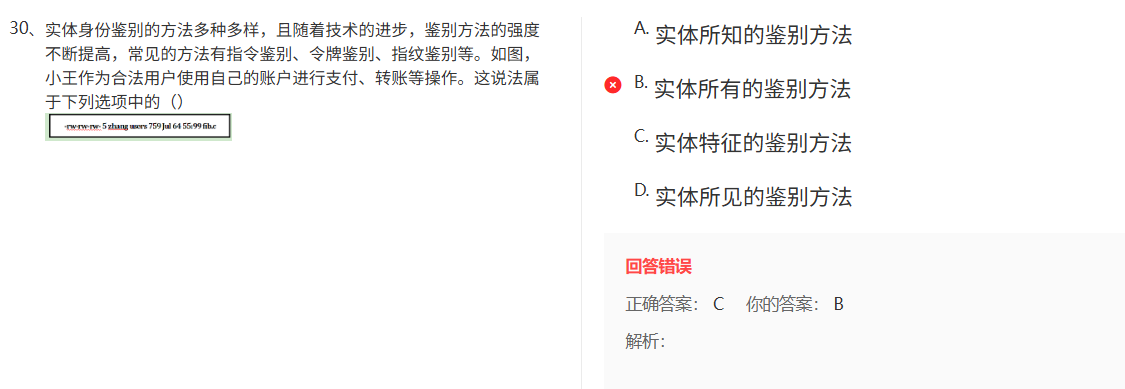 30、实体身份鉴别的方法多种多样，且随着技术的进步，鉴别方法的强度
不断提高，常见的方法有指令鉴别、令牌鉴别、指纹鉴别等。如图，
小王作为合法用户使用自己的账户进行支付、转账等操作。这说法属
于下列选项中的（）
-rw-rw-rw- 5 zhang users 759 Jul 64 55:99 fib.c
A. 实体所知的鉴别方法
B. 实体所有的鉴别方法
C. 实体特征的鉴别方法
D. 实体所见的鉴别方法
回答错误
正确答案： C 你的答案： B
解析：